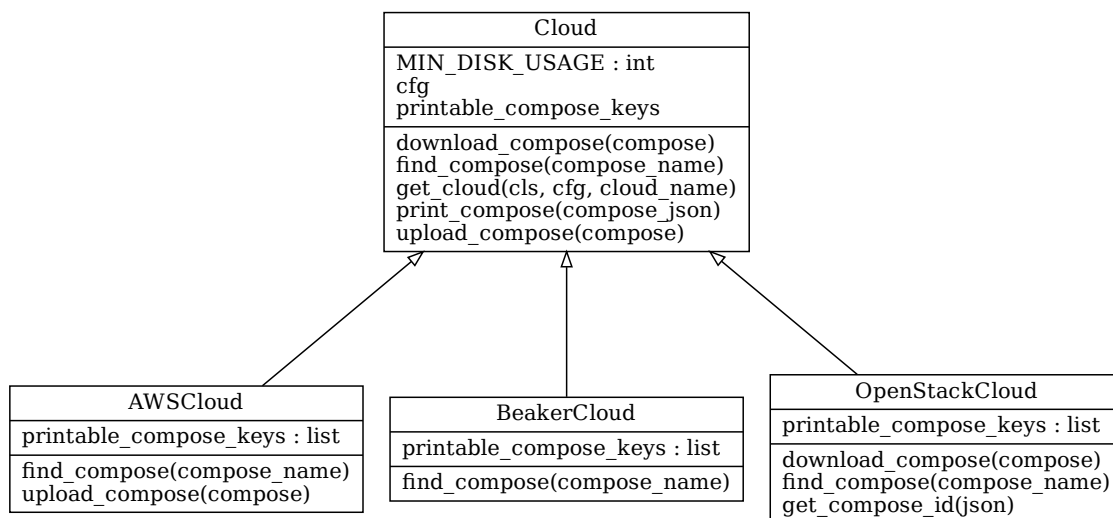 Cloud
MIN_DISK_USAGE : int
cfg
printable_compose_keys
download_compose(compose)
find_compose(compose_name)
get_cloud(cls, cfg, cloud_name)
print_compose(compose_json)
upload_compose(compose)
AWSCloud
printable_compose_keys : list
find_compose(compose_name)
upload_compose(compose)
BeakerCloud
printable_compose_keys : list
find_compose(compose_name)
OpenStackCloud
printable_compose_keys : list
download_compose(compose)
find_compose(compose_name)
get_compose_id(json)